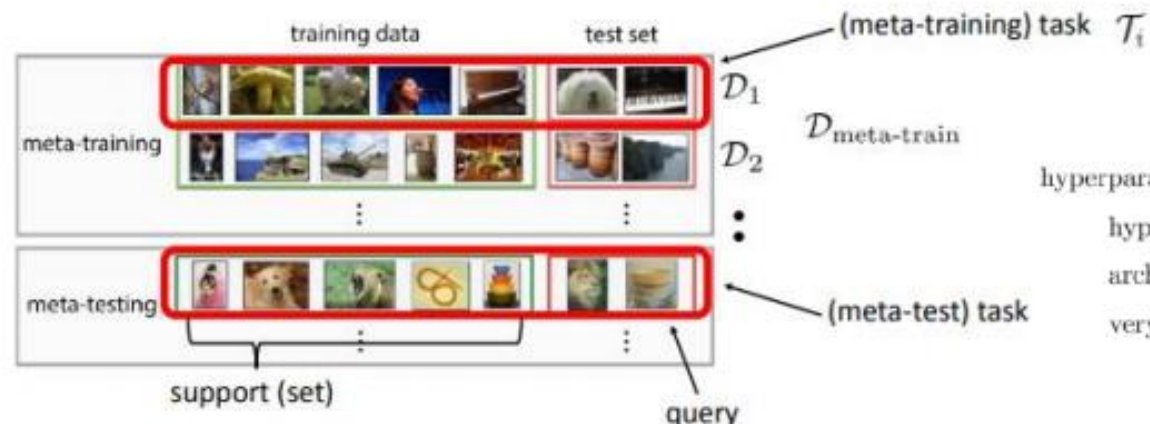 training data test set (meta-training) task 𝒯ᵢ
𝒟₁
meta-training 𝒟₂ 𝒟meta-train
hyperpara
hyp
meta-testing arch
(meta-test) task very
support (set)
query